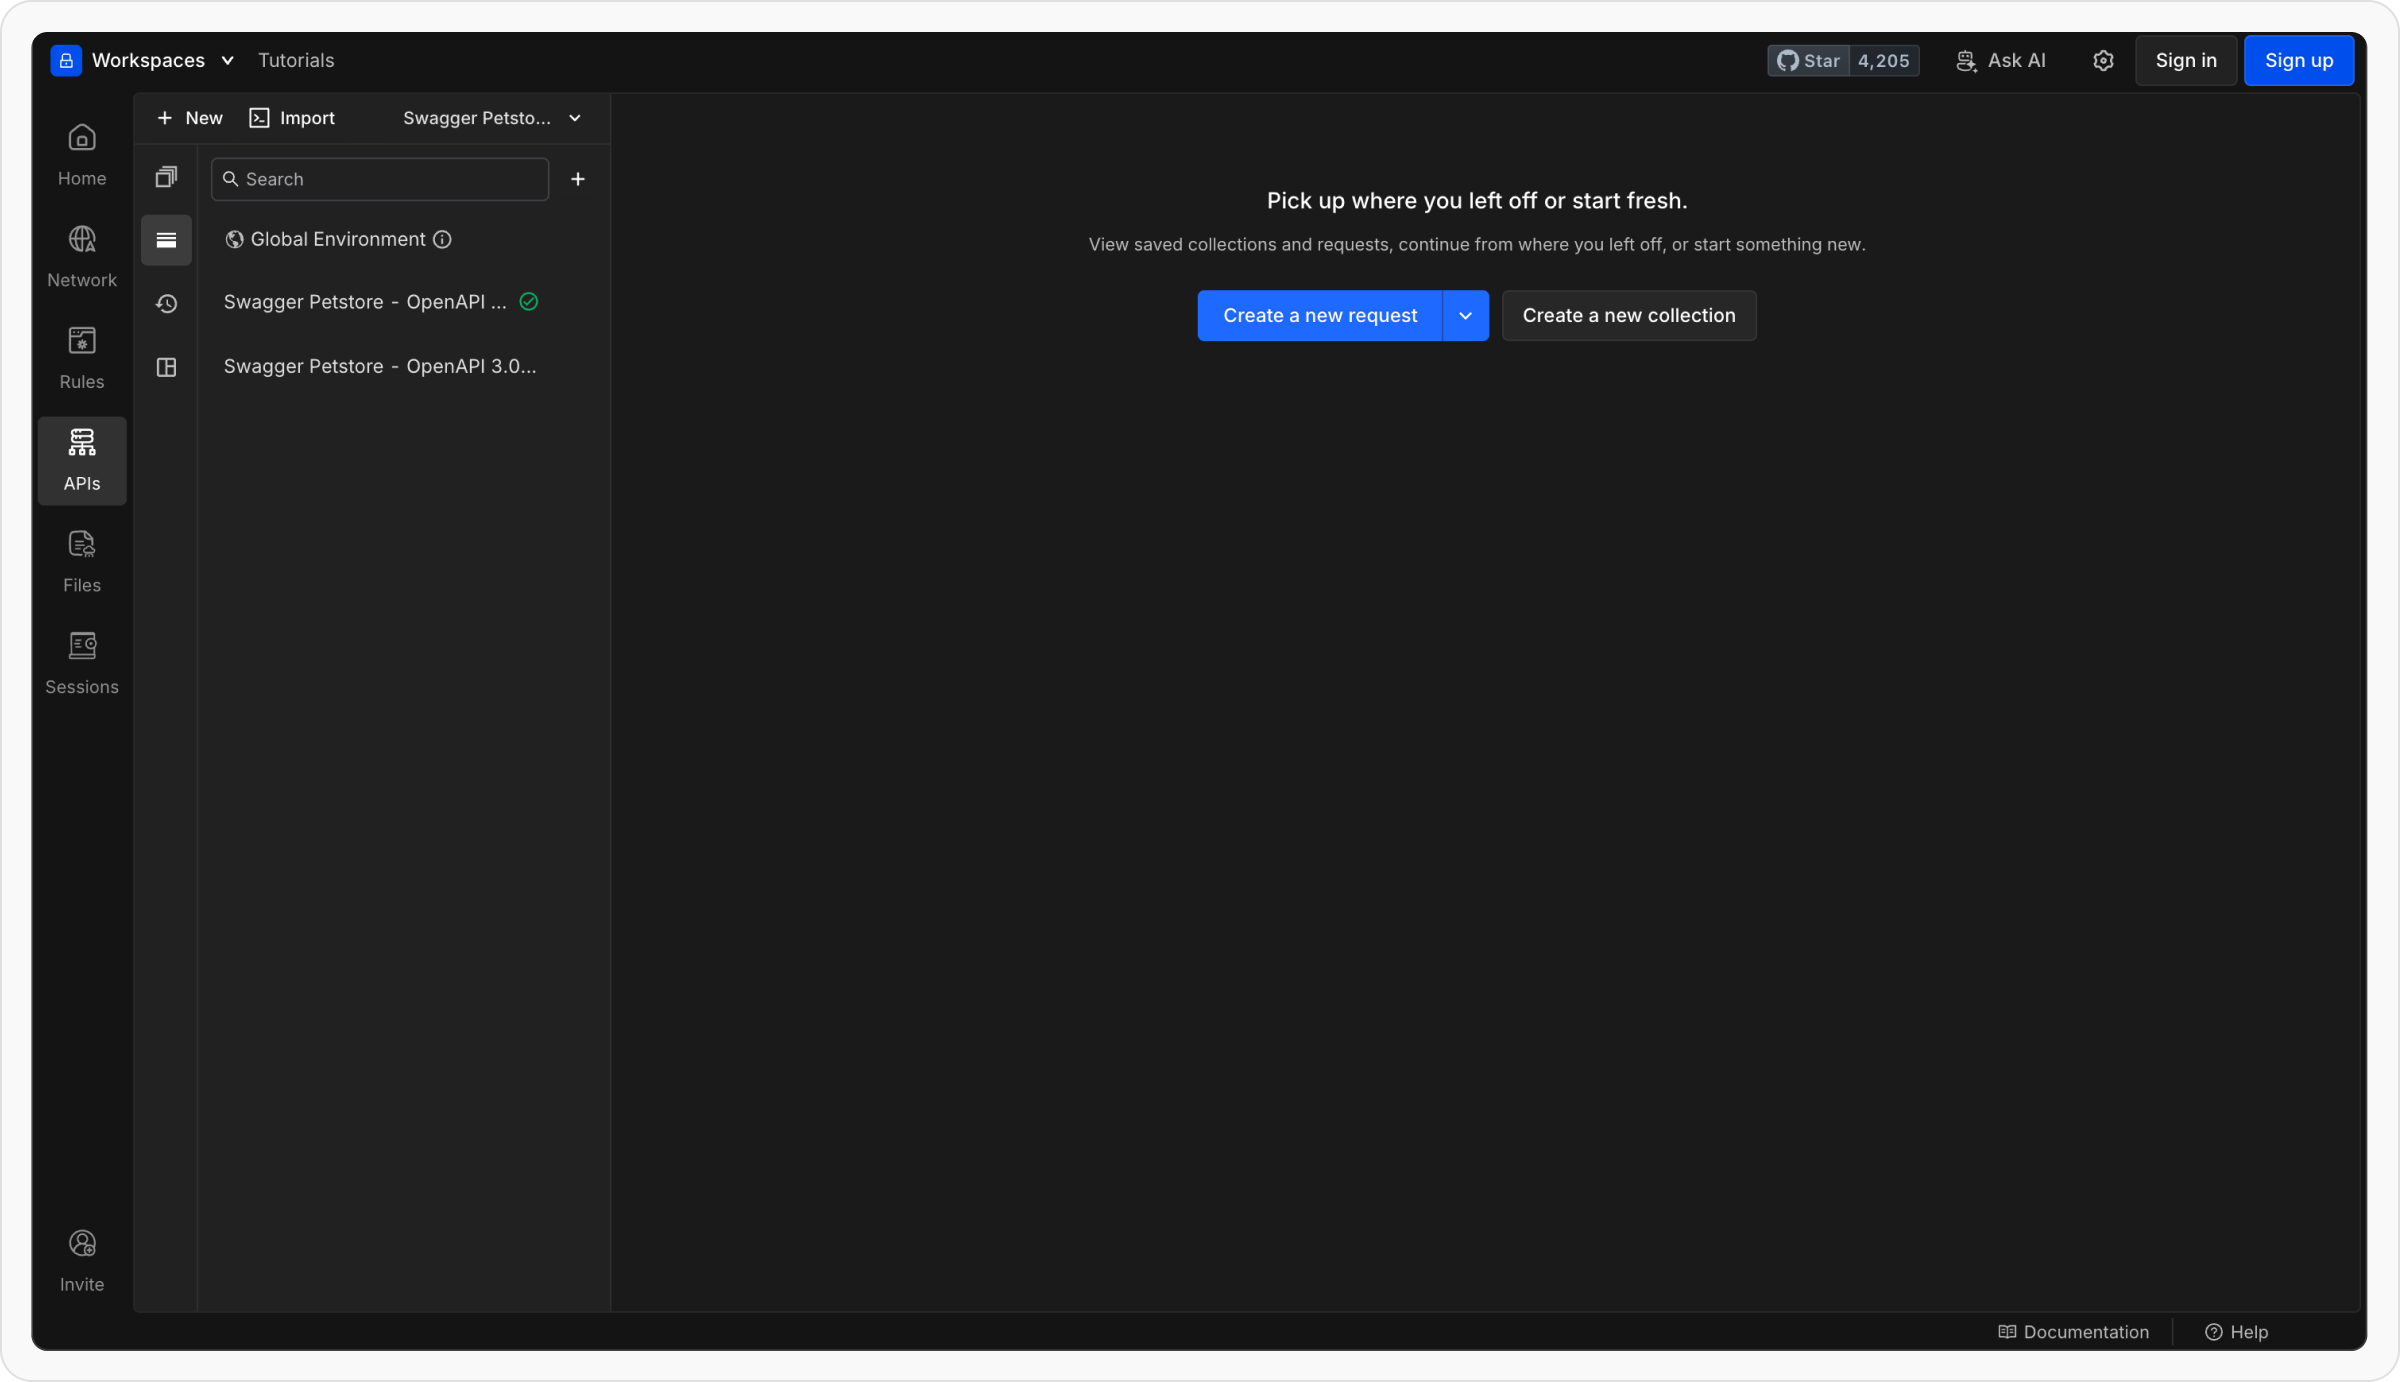 Workspaces
Tutorials
Star 4,205
Ask AI
Sign in
Sign up
New
Import
Swagger Petsto...
Home
Network
Rules
APIs
Files
Sessions
Invite
Search
Global Environment
Swagger Petstore - OpenAPI ...
Swagger Petstore - OpenAPI 3.0...
Pick up where you left off or start fresh.
View saved collections and requests, continue from where you left off, or start something new.
Create a new request
Create a new collection
Documentation
Help